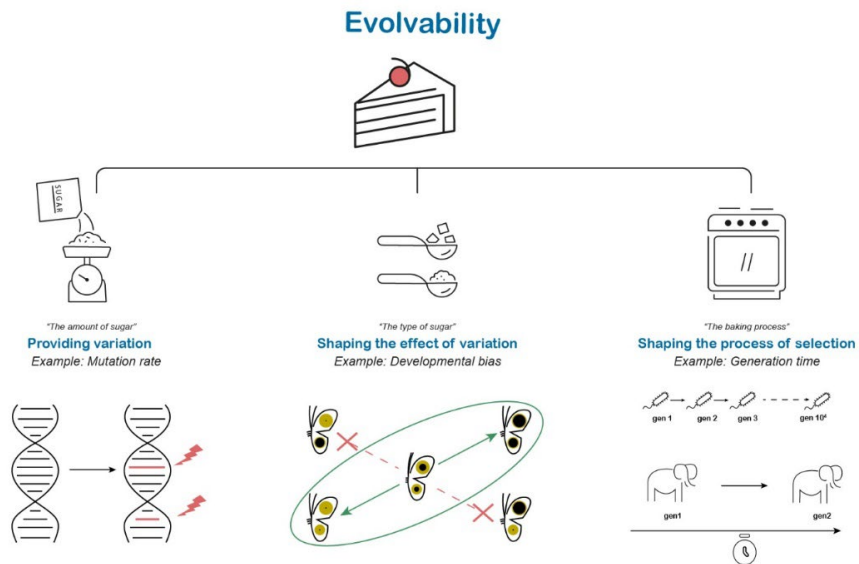 Evolvability
SUGAR
"The amount of sugar"
Providing variation
Example: Mutation rate
"The type of sugar"
Shaping the effect of variation
Example: Developmental bias
"The baking process"
Shaping the process of selection
Example: Generation time
gen 1 gen 2 gen 3 gen 10⁴
gen1 gen2